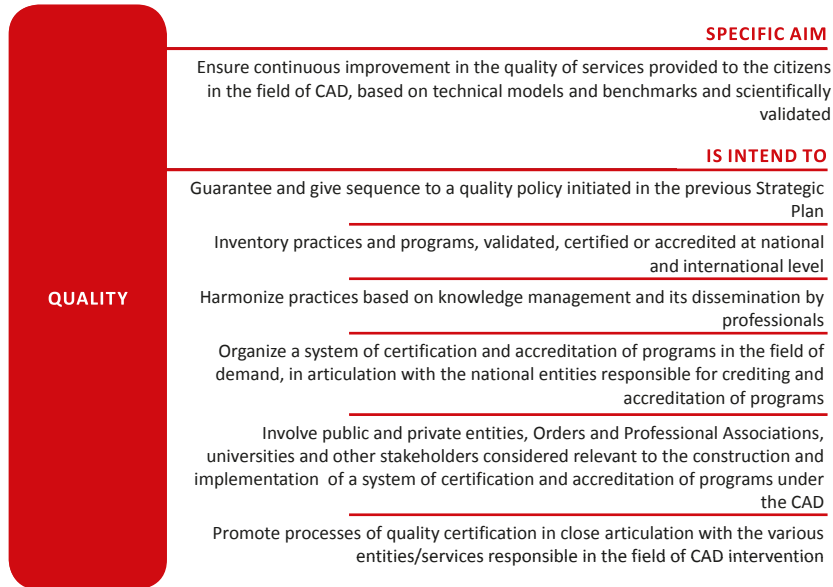 SPECIFIC AIM
Ensure continuous improvement in the quality of services provided to the citizens
in the field of CAD, based on technical models and benchmarks and scientifically
validated
IS INTEND TO
Guarantee and give sequence to a quality policy initiated in the previous Strategic
Plan
Inventory practices and programs, validated, certified or accredited at national
and international level
QUALITY
Harmonize practices based on knowledge management and its dissemination by
professionals
Organize a system of certification and accreditation of programs in the field of
demand, in articulation with the national entities responsible for crediting and
accreditation of programs
Involve public and private entities, Orders and Professional Associations,
universities and other stakeholders considered relevant to the construction and
implementation of a system of certification and accreditation of programs under
the CAD
Promote processes of quality certification in close articulation with the various
entities/services responsible in the field of CAD intervention